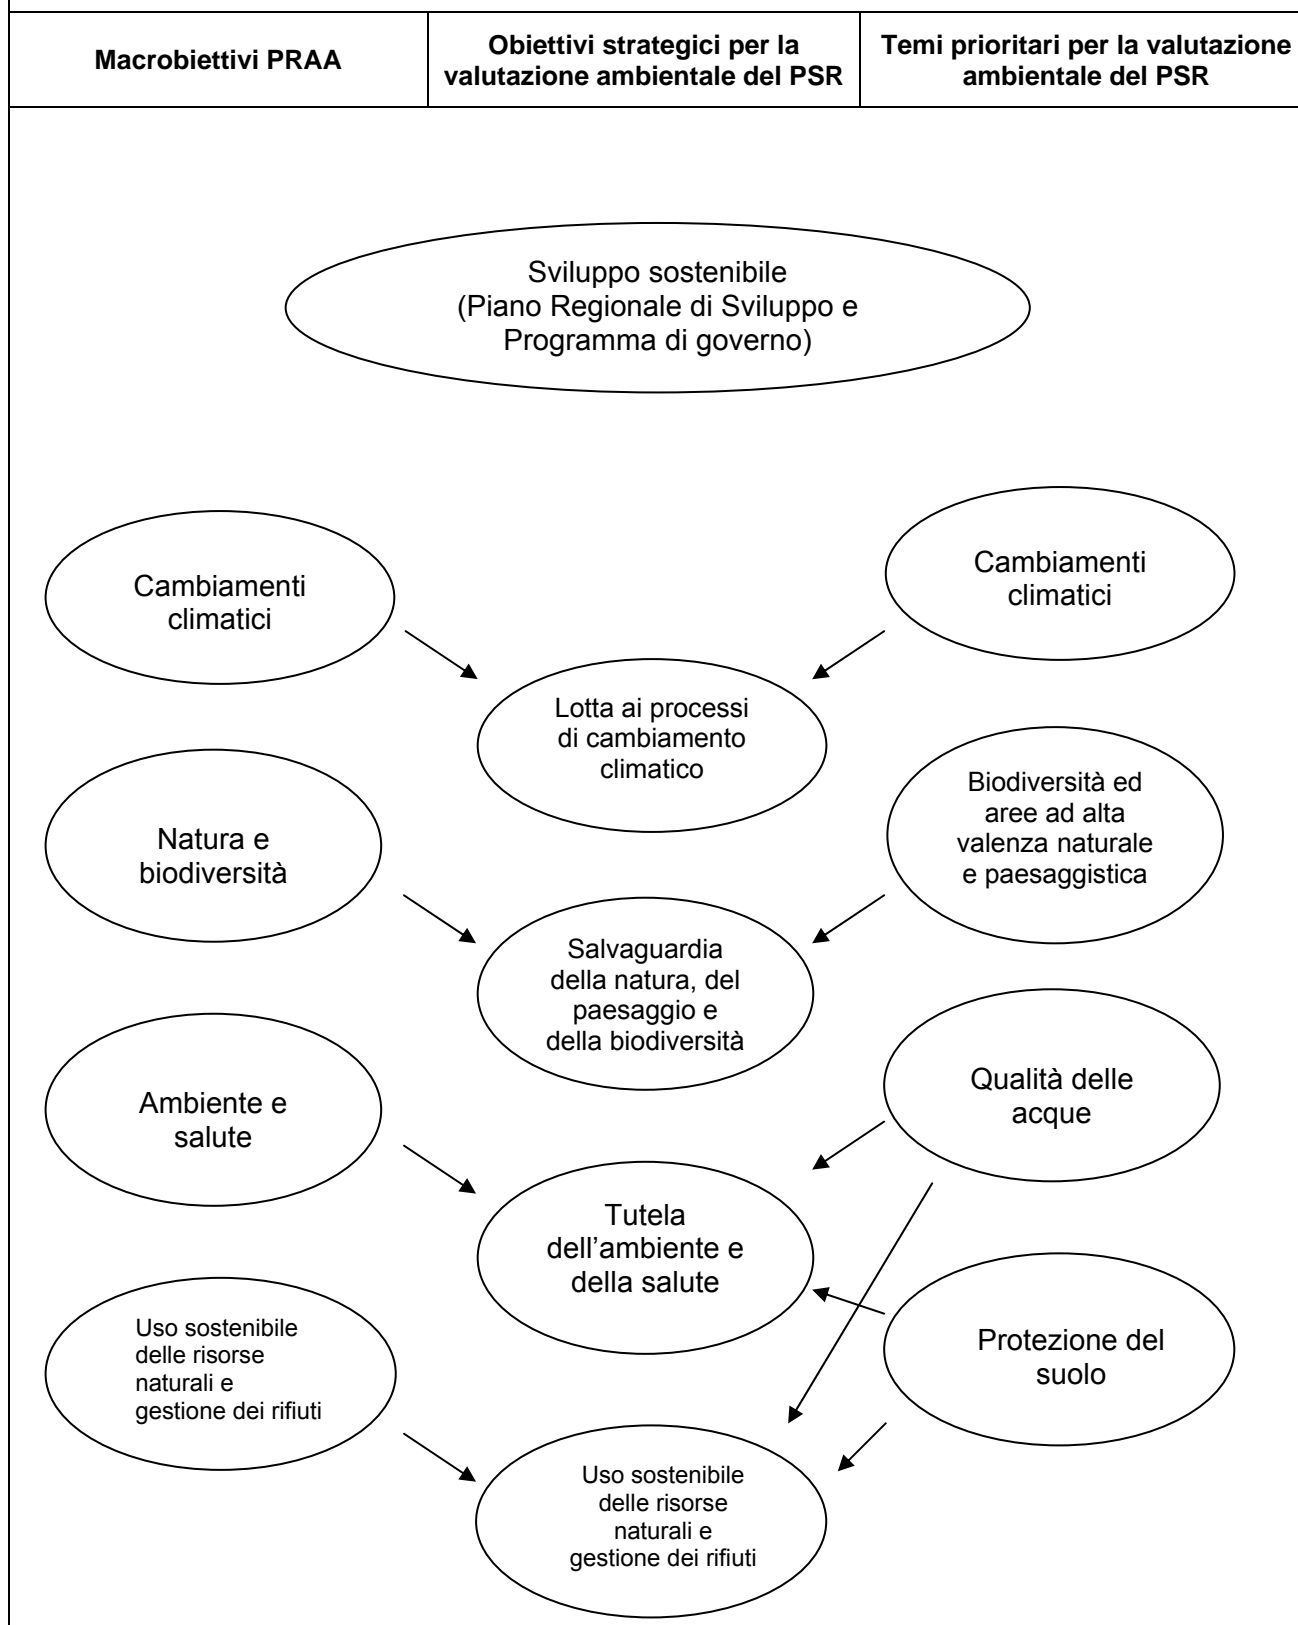 Macrobiettivi PRAA
Obiettivi strategici per la
valutazione ambientale del PSR
Temi prioritari per la valutazione
ambientale del PSR
Sviluppo sostenibile
(Piano Regionale di Sviluppo e
Programma di governo)
Cambiamenti
climatici
Cambiamenti
climatici
Lotta ai processi
di cambiamento
climatico
Natura e
biodiversità
Biodiversità ed
aree ad alta
valenza naturale
e paesaggistica
Salvaguardia
della natura, del
paesaggio e
della biodiversità
Ambiente e
salute
Qualità delle
acque
Tutela
dell’ambiente e
della salute
Uso sostenibile
delle risorse
naturali e
gestione dei rifiuti
Protezione del
suolo
Uso sostenibile
delle risorse
naturali e
gestione dei rifiuti